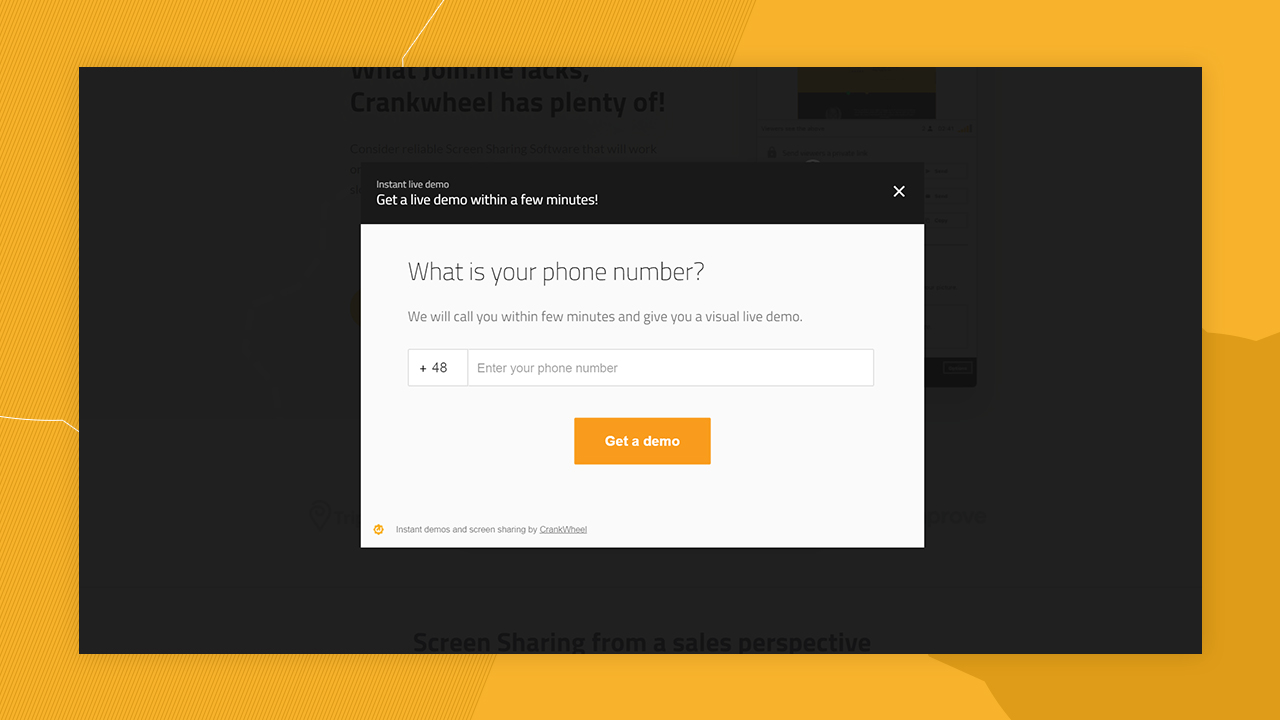 What Join.me lacks,
Crankwheel has plenty of!
Consider reliable Screen Sharing Software that will work
Instant live demo
Get a live demo within a few minutes!
What is your phone number?
We will call you within few minutes and give you a visual live demo.
+ 48
Enter your phone number
Get a demo
Instant demos and screen sharing by CrankWheel
Screen Sharing from a sales perspective